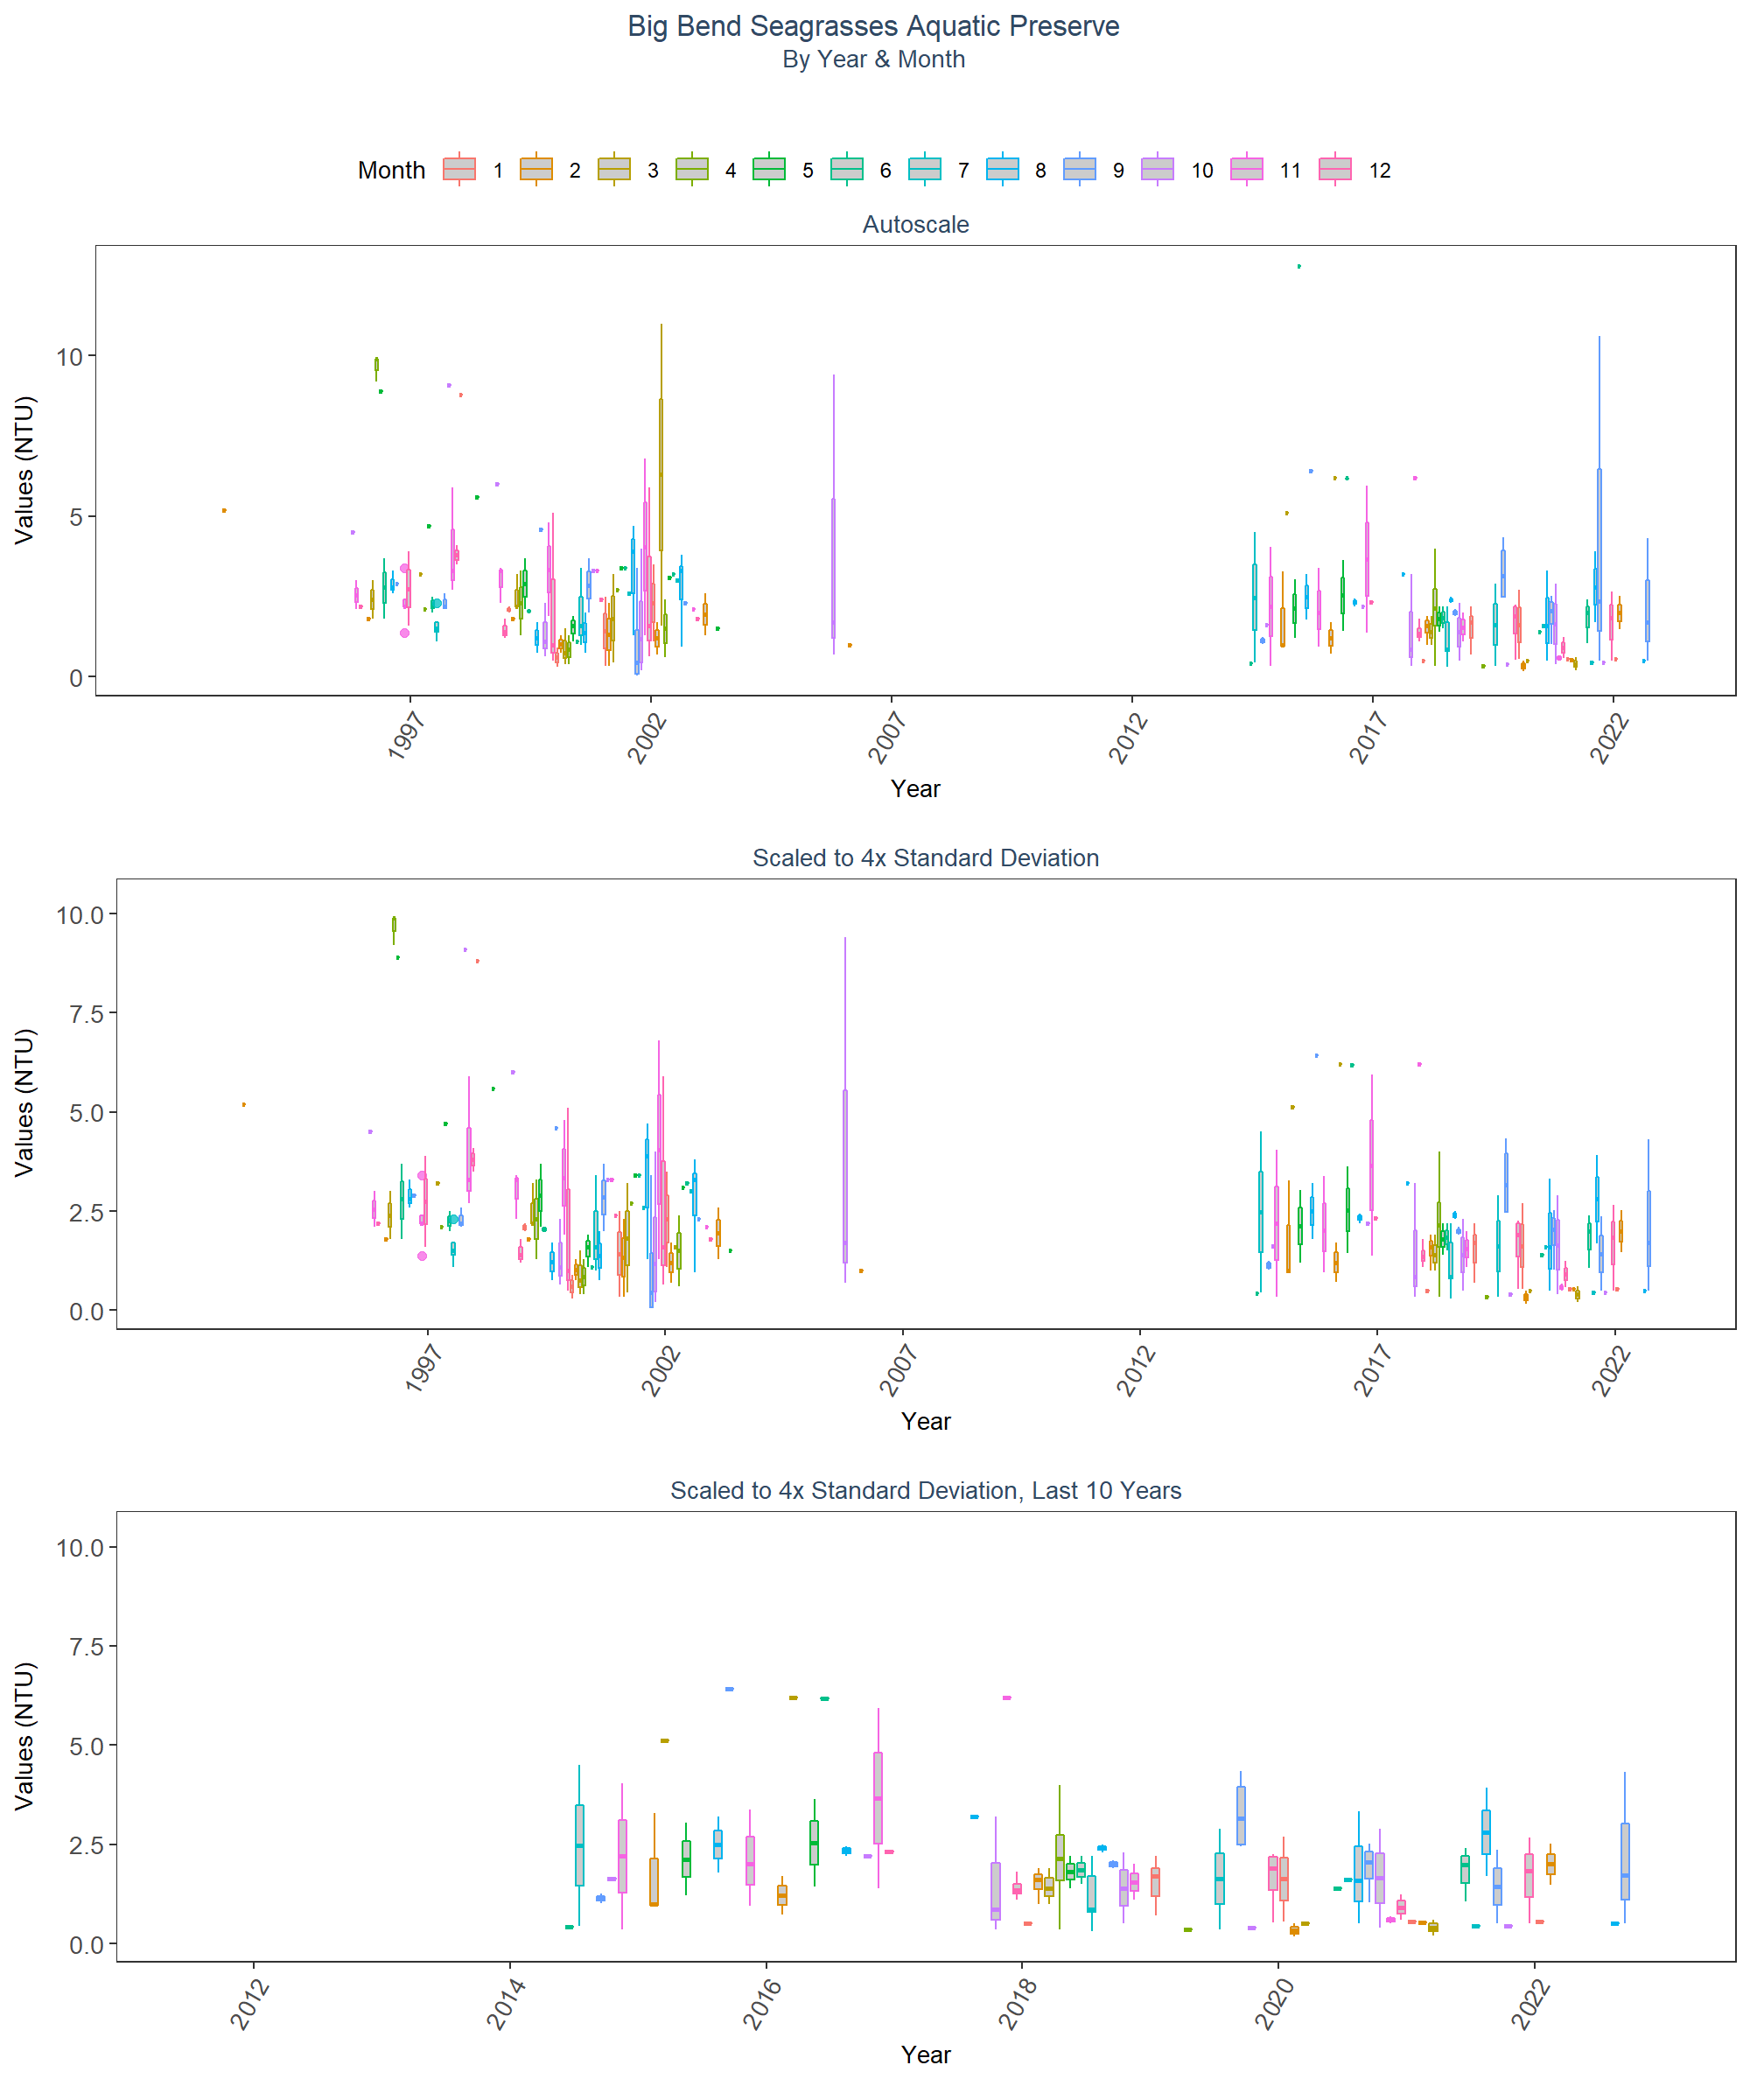 Big Bend Seagrasses Aquatic Preserve
By Year & Month
Month 1 2 3 4 5 6 7 8 9 10 11 12
Autoscale
Values (NTU)
10
5
0
1997 2002 2007 2012 2017 2022
Year
Scaled to 4x Standard Deviation
Values (NTU)
10.0
7.5
5.0
2.5
0.0
1997 2002 2007 2012 2017 2022
Year
Scaled to 4x Standard Deviation, Last 10 Years
Values (NTU)
10.0
7.5
5.0
2.5
0.0
2012 2014 2016 2018 2020 2022
Year